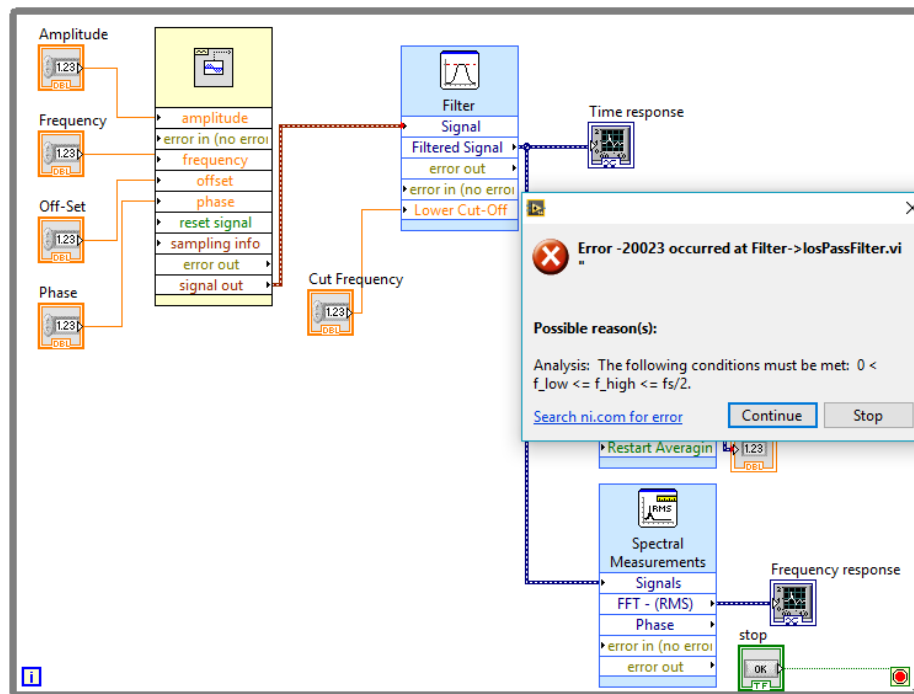 Amplitude
1.23
DBL
Frequency
1.23
DBL
Off-Set
1.23
DBL
Phase
1.23
DBL
amplitude
error in (no erro
frequency
offset
phase
reset signal
sampling info
error out
signal out
Cut Frequency
1.23
DBL
Filter
Signal
Filtered Signal
error out
error in (no erro
Lower Cut-Off
Time response
Error -20023 occurred at Filter->losPassFilter.vi
"
Possible reason(s):
Analysis:  The following conditions must be met:  0 <
f_low <= f_high <= fs/2.
Search ni.com for error
Continue
Stop
Restart Averagin
1.23
RMS
Spectral
Measurements
Signals
FFT - (RMS)
Phase
error in (no erro
error out
Frequency response
stop
OK
TF
i